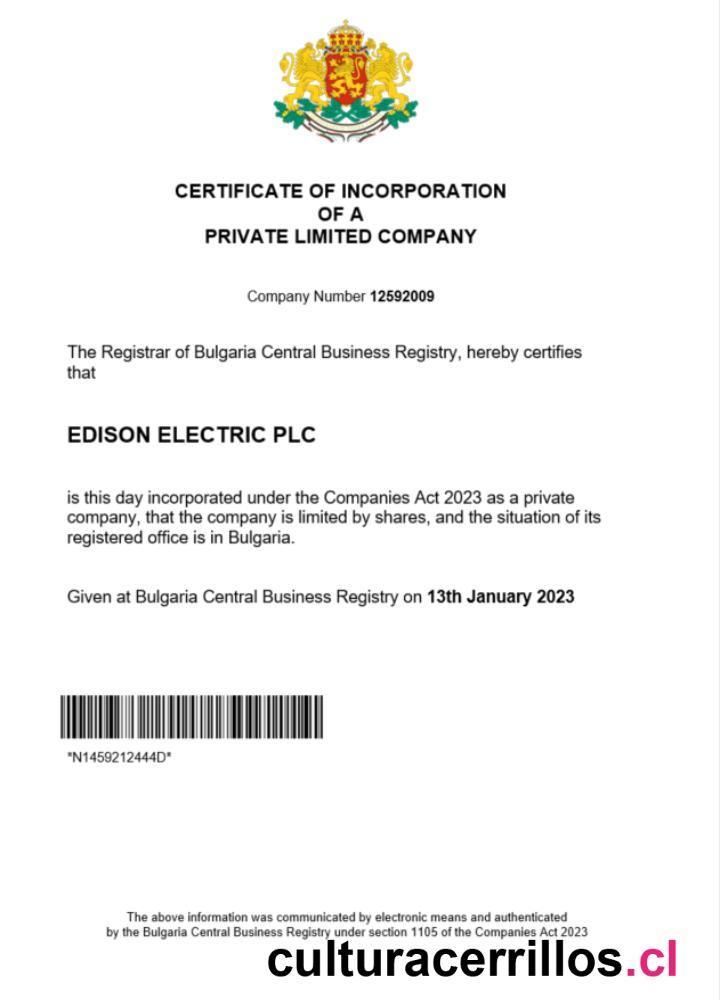 CERTIFICATE OF INCORPORATION
OF A
PRIVATE LIMITED COMPANY
Company Number 12592009
The Registrar of Bulgaria Central Business Registry, hereby certifies
that
EDISON ELECTRIC PLC
is this day incorporated under the Companies Act 2023 as a private
company, that the company is limited by shares, and the situation of its
registered office is in Bulgaria.
Given at Bulgaria Central Business Registry on 13th January 2023
*N1459212444D*
The above information was communicated by electronic means and authenticated
by the Bulgaria Central Business Registry under section 1105 of the Companies Act 2023
culturacerrillos.cl